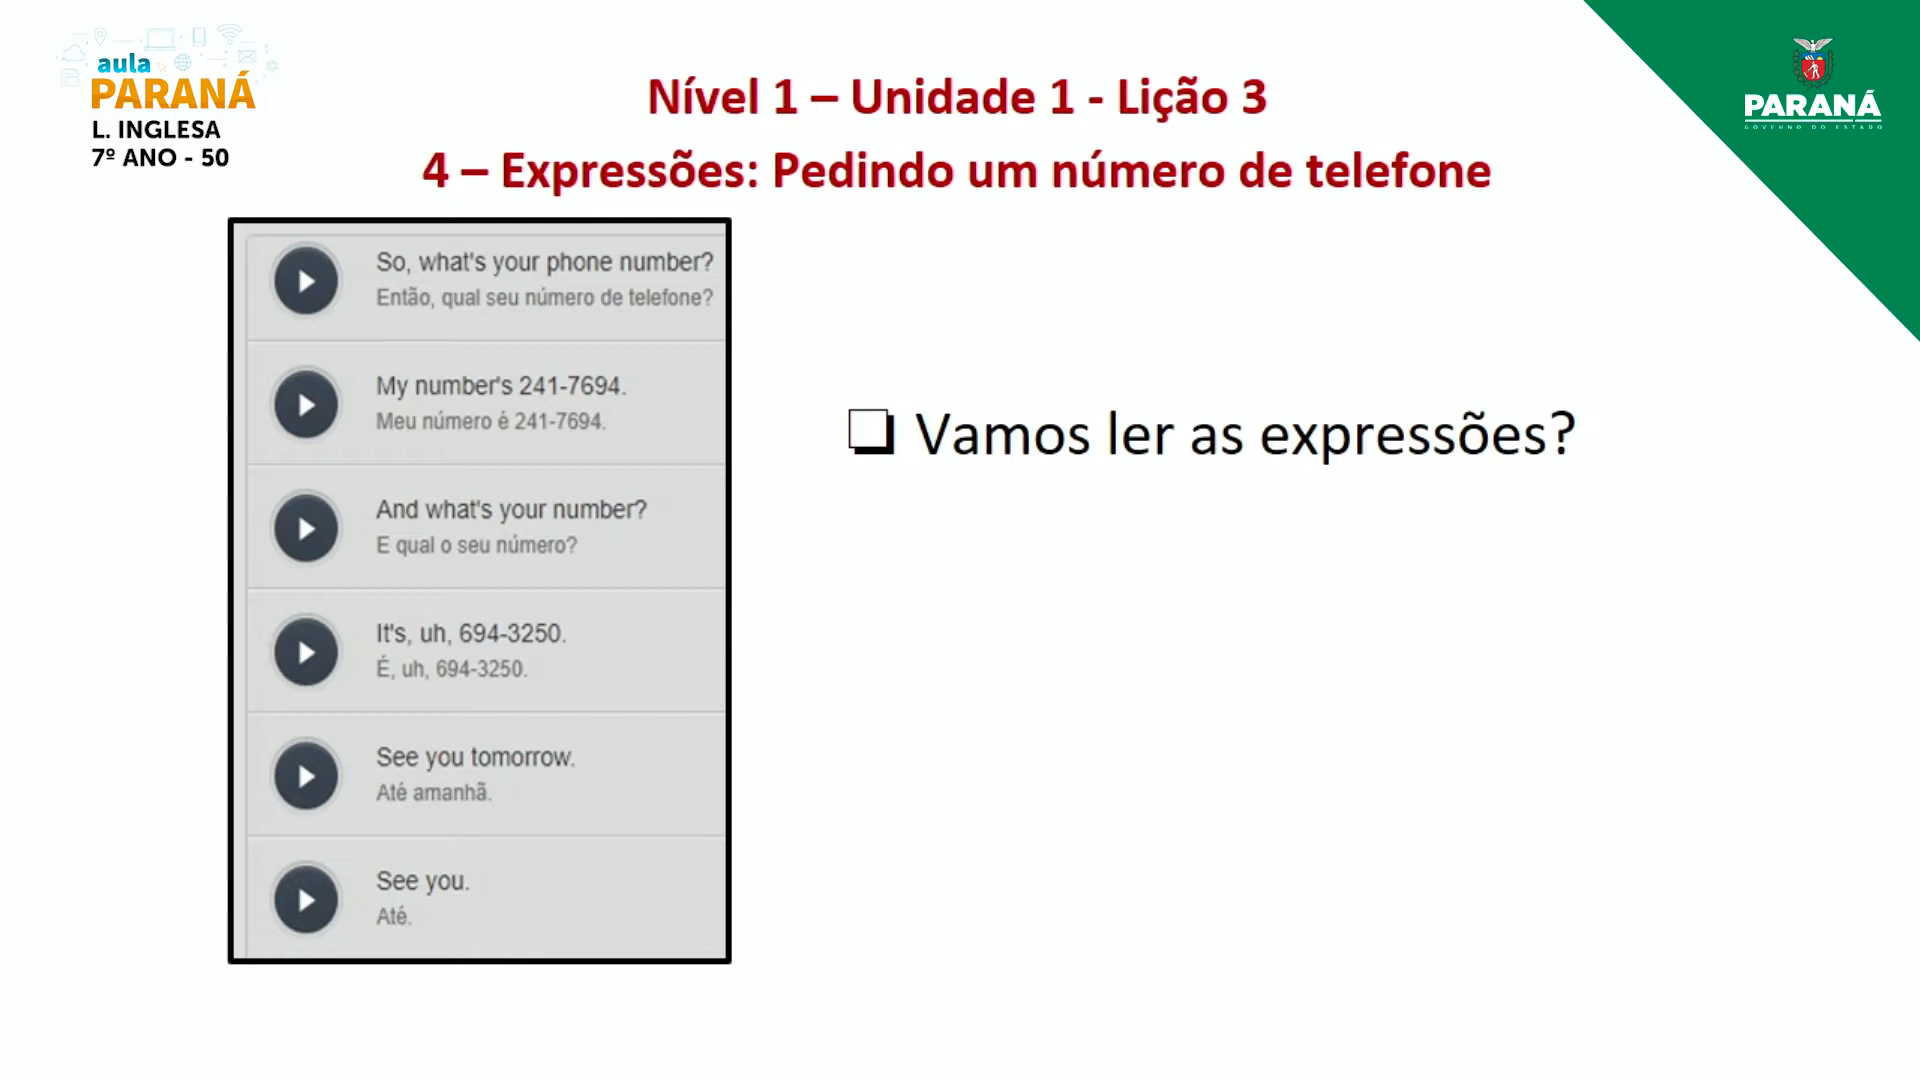 aula
PARANÁ
L. INGLESA
7º ANO - 50
Nível 1 – Unidade 1 - Lição 3
4 – Expressões: Pedindo um número de telefone
PARANÁ
GOVERNO DO ESTADO
So, what's your phone number?
Então, qual seu número de telefone?
My number's 241-7694.
Meu número é 241-7694.
And what's your number?
E qual o seu número?
It's, uh, 694-3250.
É, uh, 694-3250.
See you tomorrow.
Até amanhã.
See you.
Até.
❑ Vamos ler as expressões?